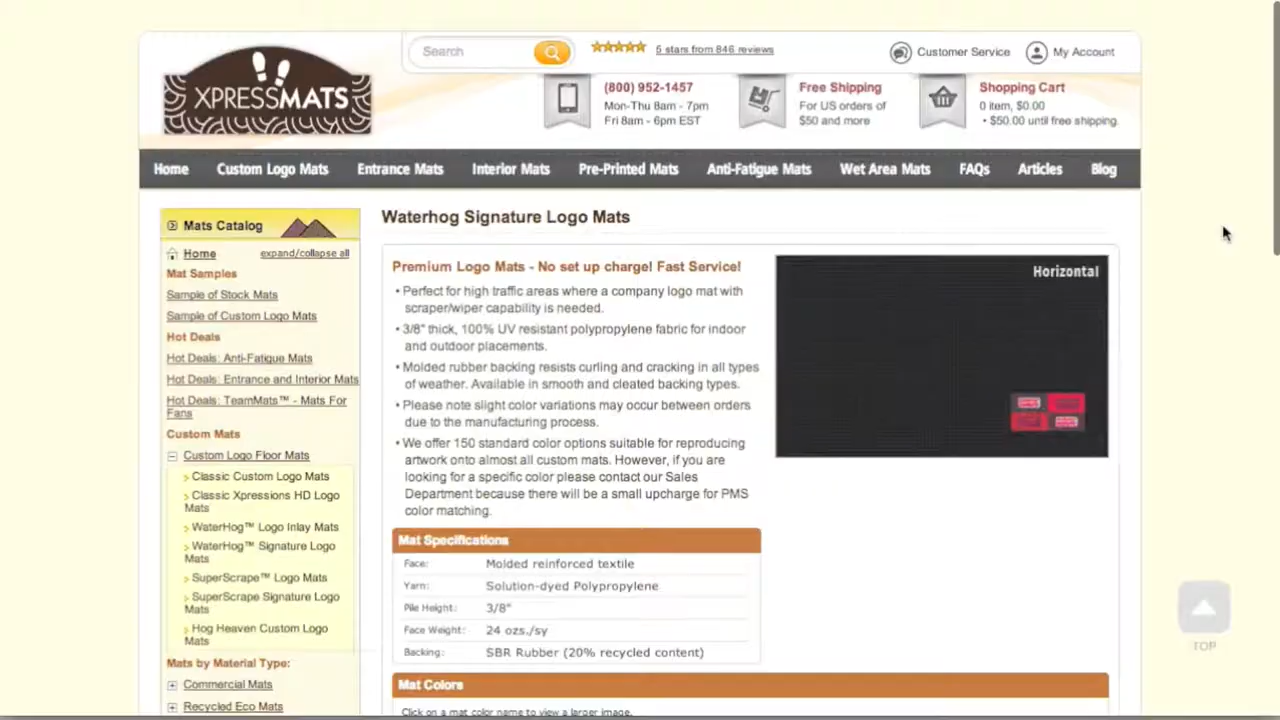 XPRESSMATS
Search
5 stars from 846 reviews
Customer Service
My Account
(800) 952-1457
Mon-Thu 8am - 7pm
Fri 8am - 6pm EST
Free Shipping
For US orders of
$50 and more
Shopping Cart
0 item, $0.00
• $50.00 until free shipping
Home Custom Logo Mats Entrance Mats Interior Mats Pre-Printed Mats Anti-Fatigue Mats Wet Area Mats FAQs Articles Blog
Mats Catalog
Home expand/collapse all
Mat Samples
Sample of Stock Mats
Sample of Custom Logo Mats
Hot Deals
Hot Deals: Anti-Fatigue Mats
Hot Deals: Entrance and Interior Mats
Hot Deals: TeamMats™ - Mats For
Fans
Custom Mats
Custom Logo Floor Mats
Classic Custom Logo Mats
Classic Xpressions HD Logo
Mats
WaterHog™ Logo Inlay Mats
WaterHog™ Signature Logo
Mats
SuperScrape™ Logo Mats
SuperScrape Signature Logo
Mats
Hog Heaven Custom Logo
Mats
Mats by Material Type:
Commercial Mats
Recycled Eco Mats
Waterhog Signature Logo Mats
Premium Logo Mats - No set up charge! Fast Service!
• Perfect for high traffic areas where a company logo mat with
scraper/wiper capability is needed.
• 3/8" thick, 100% UV resistant polypropylene fabric for indoor
and outdoor placements.
• Molded rubber backing resists curling and cracking in all types
of weather. Available in smooth and cleated backing types.
• Please note slight color variations may occur between orders
due to the manufacturing process.
• We offer 150 standard color options suitable for reproducing
artwork onto almost all custom mats. However, if you are
looking for a specific color please contact our Sales
Department because there will be a small upcharge for PMS
color matching.
Horizontal
Mat Specifications
Face: Molded reinforced textile
Yarn: Solution-dyed Polypropylene
Pile Height: 3/8"
Face Weight: 24 ozs./sy
Backing: SBR Rubber (20% recycled content)
Mat Colors
Click on a mat color name to view a larger image.
TOP